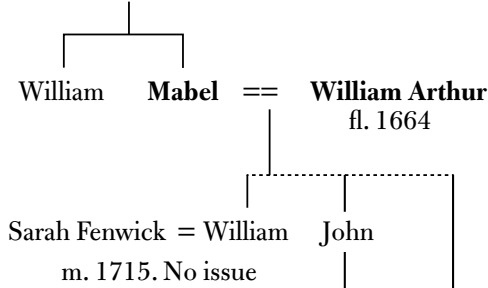 William Mabel == William Arthur
fl. 1664
Sarah Fenwick = William John
m. 1715. No issue